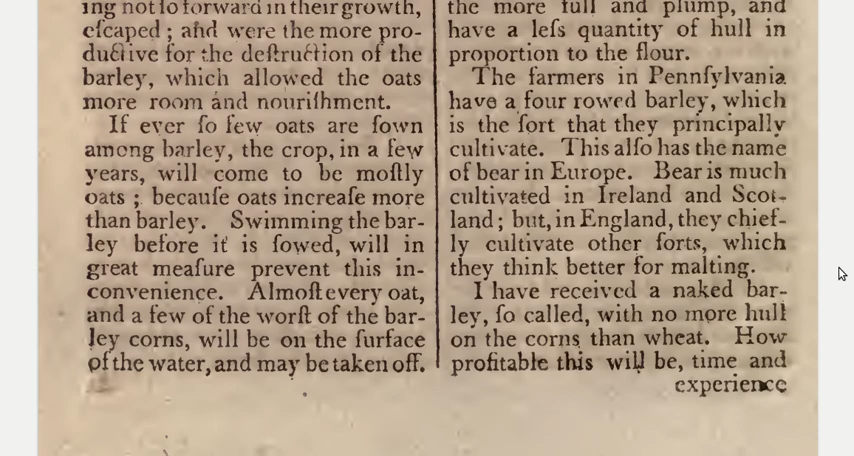 ing not ſo forward in their growth,
eſcaped ; and were the more pro-
ductive for the deſtruction of the
barley, which allowed the oats
more room and nouriſhment.
If ever ſo few oats are ſown
among barley, the crop, in a few
years, will come to be moſtly
oats ; becauſe oats increaſe more
than barley. Swimming the bar-
ley before it is ſowed, will in
great meaſure prevent this in-
convenience. Almoſt every oat,
and a few of the worſt of the bar-
ley corns, will be on the ſurface
of the water, and may be taken off.
the more full and plump, and
have a leſs quantity of hull in
proportion to the flour.
The farmers in Pennſylvania
have a four rowed barley, which
is the ſort that they principally
cultivate. This alſo has the name
of bear in Europe. Bear is much
cultivated in Ireland and Scot-
land ; but, in England, they chief-
ly cultivate other ſorts, which
they think better for malting.
I have received a naked bar-
ley, ſo called, with no more hull
on the corns than wheat. How
profitable this will be, time and
experience